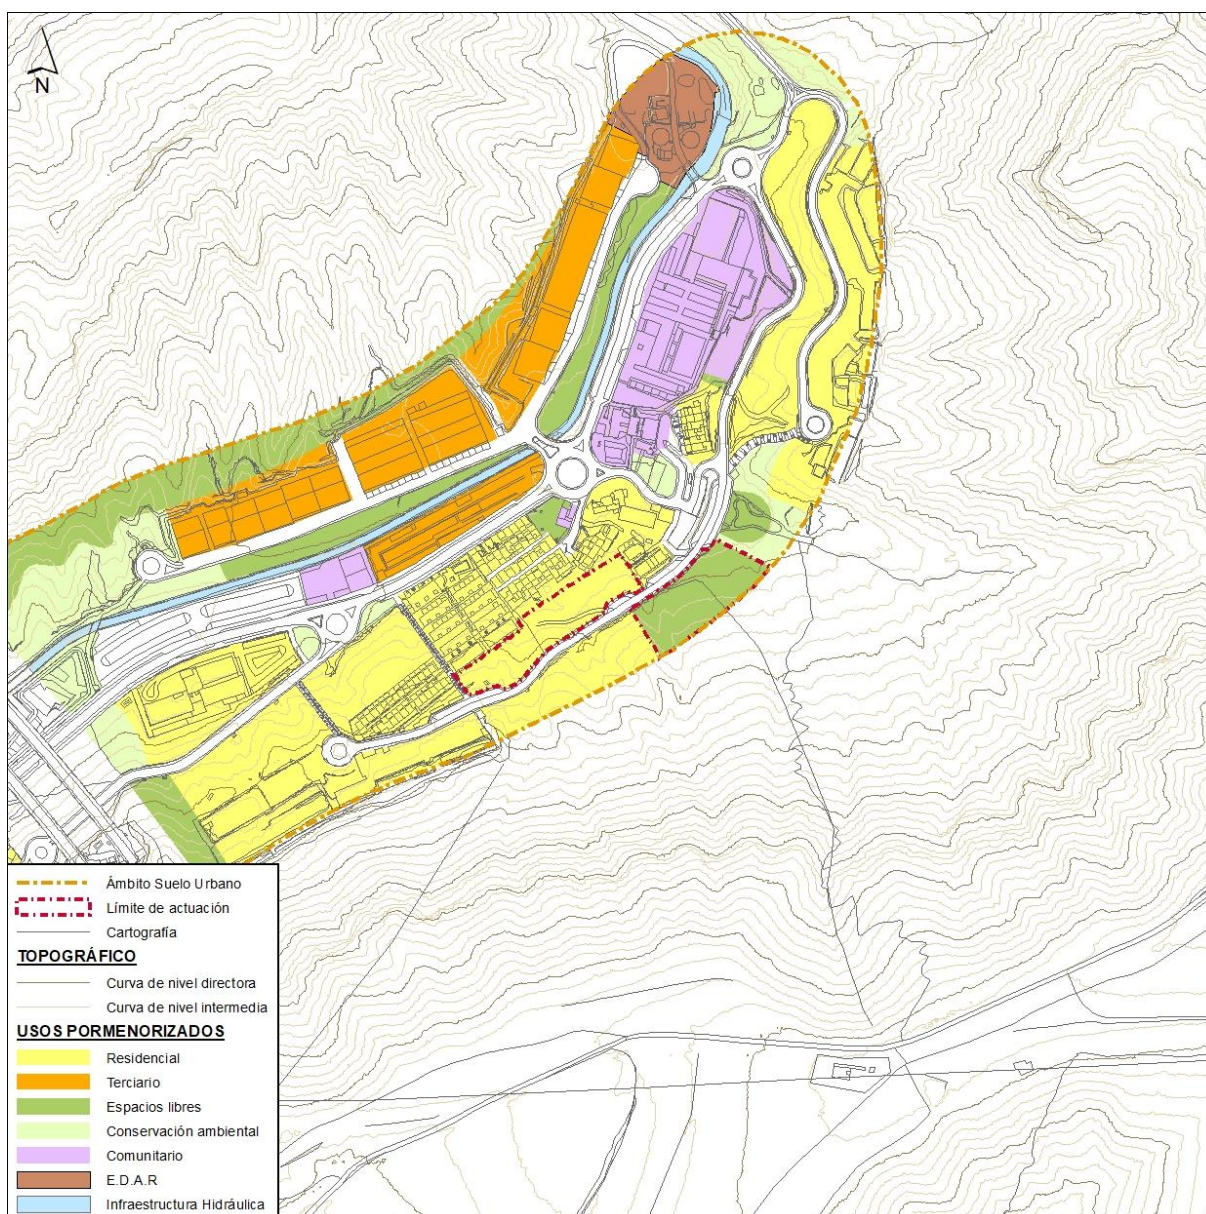 N
Ámbito Suelo Urbano
Límite de actuación
Cartografía
TOPOGRÁFICO
Curva de nivel directora
Curva de nivel intermedia
USOS PORMENORIZADOS
Residencial
Terciario
Espacios libres
Conservación ambiental
Comunitario
E.D.A.R
Infraestructura Hidráulica